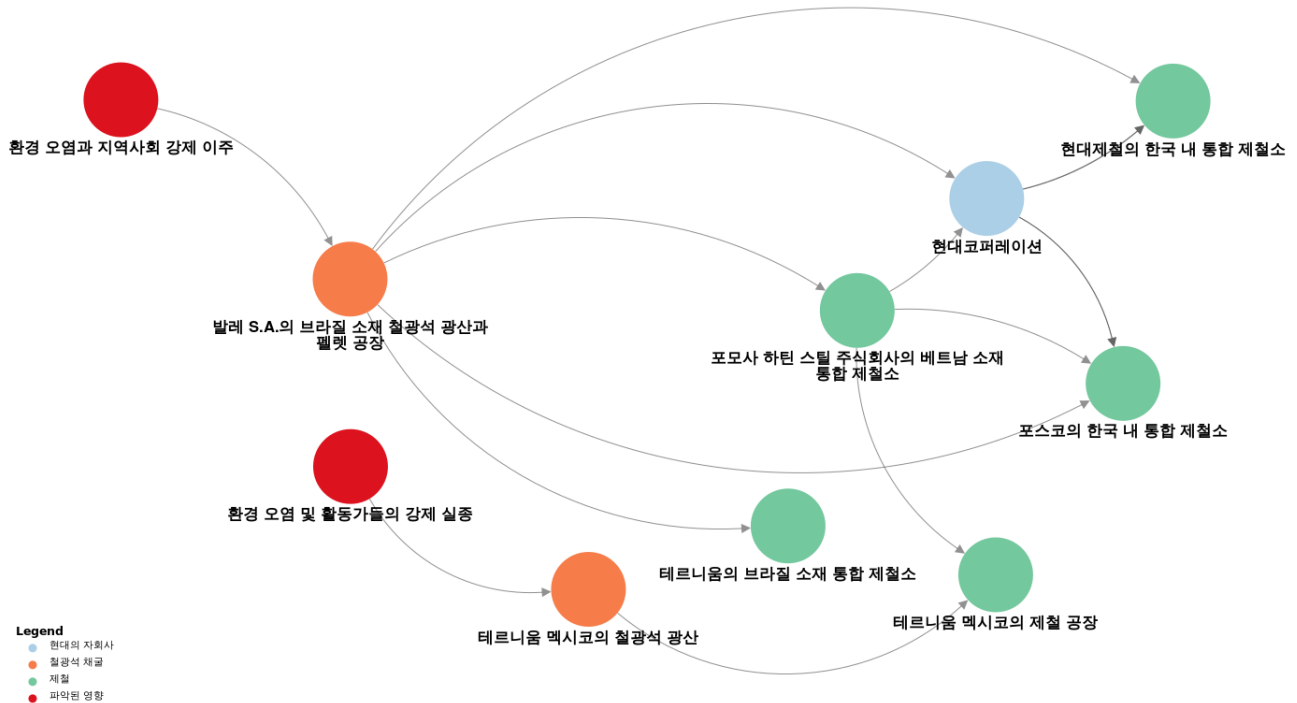 환경 오염과 지역사회 강제 이주
현대제철의 한국 내 통합 제철소
현대코퍼레이션
발레 S.A.의 브라질 소재 철광석 광산과
펠렛 공장
포모사 하틴 스틸 주식회사의 베트남 소재
통합 제철소
포스코의 한국 내 통합 제철소
환경 오염 및 활동가들의 강제 실종
테르니움의 브라질 소재 통합 제철소
테르니움 멕시코의 제철 공장
테르니움 멕시코의 철광석 광산
Legend
현대의 자회사
철광석 채굴
제철
파악된 영향